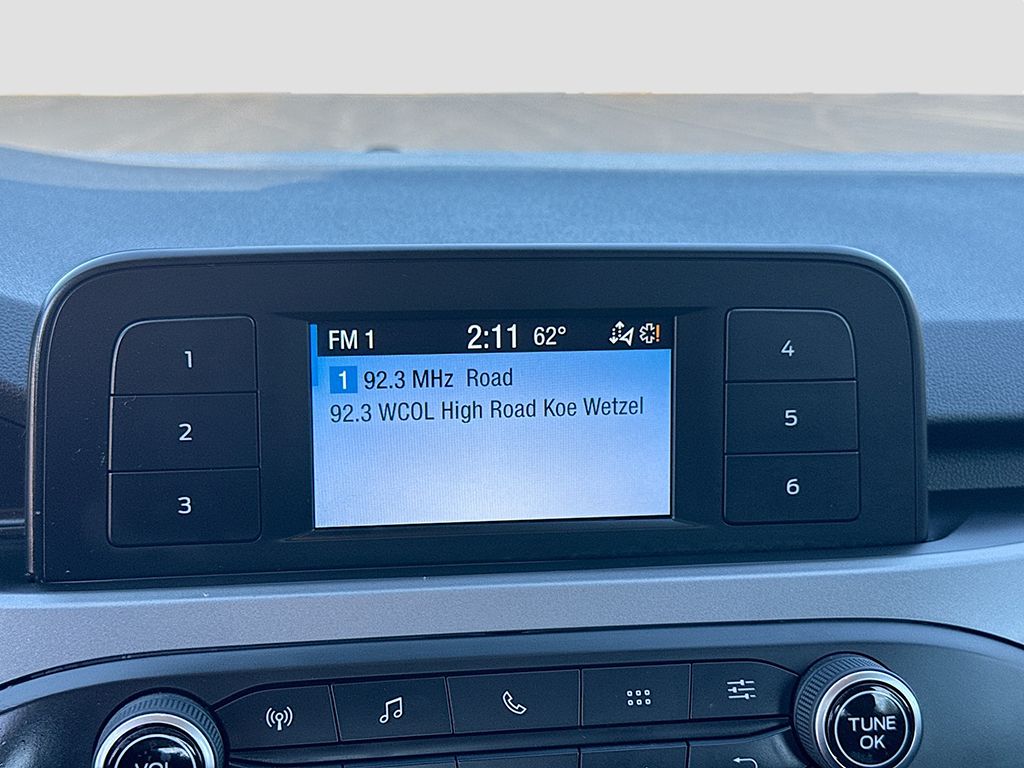 FM 1 2:11 62°
1 92.3 MHz Road
92.3 WCOL High Road Koe Wetzel
1
2
3
4
5
6
VOL
TUNE
OK